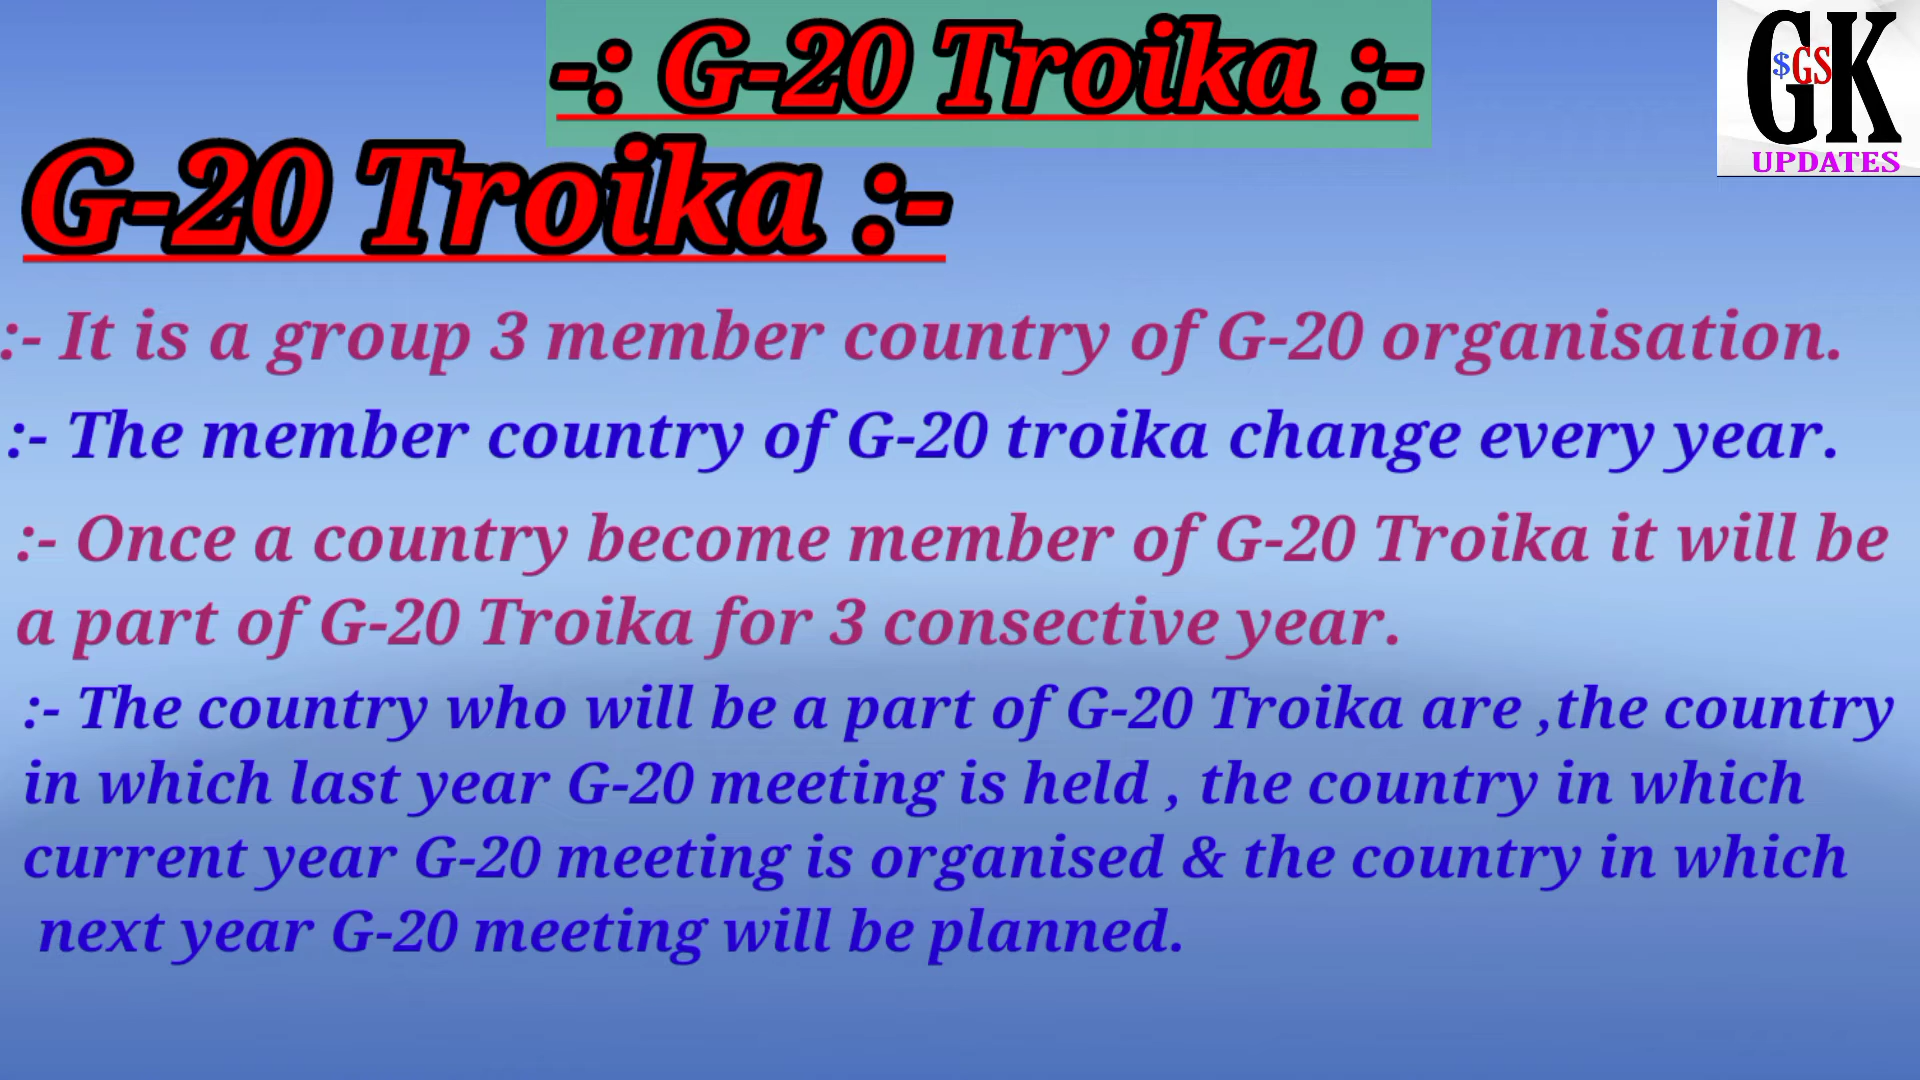 -: G-20 Troika :-
$GS
GK
UPDATES
G-20 Troika :-
:- It is a group 3 member country of G-20 organisation.
:- The member country of G-20 troika change every year.
:- Once a country become member of G-20 Troika it will be
a part of G-20 Troika for 3 consective year.
:- The country who will be a part of G-20 Troika are ,the country
in which last year G-20 meeting is held , the country in which
current year G-20 meeting is organised & the country in which
next year G-20 meeting will be planned.